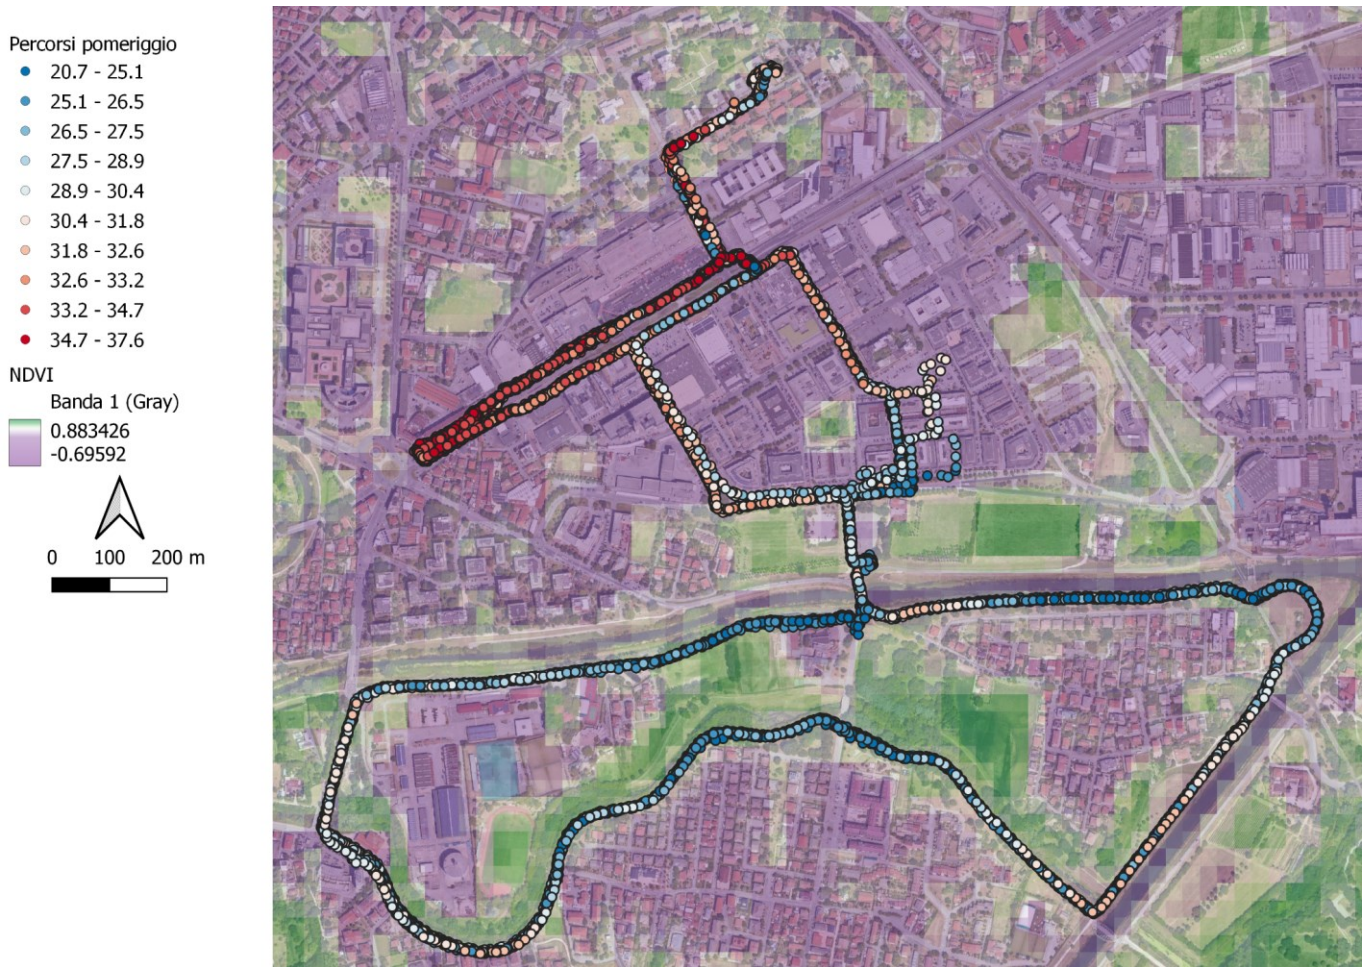 Percorsi pomeriggio
20.7 - 25.1
25.1 - 26.5
26.5 - 27.5
27.5 - 28.9
28.9 - 30.4
30.4 - 31.8
31.8 - 32.6
32.6 - 33.2
33.2 - 34.7
34.7 - 37.6
NDVI
Banda 1 (Gray)
0.883426
-0.69592
0 100 200 m